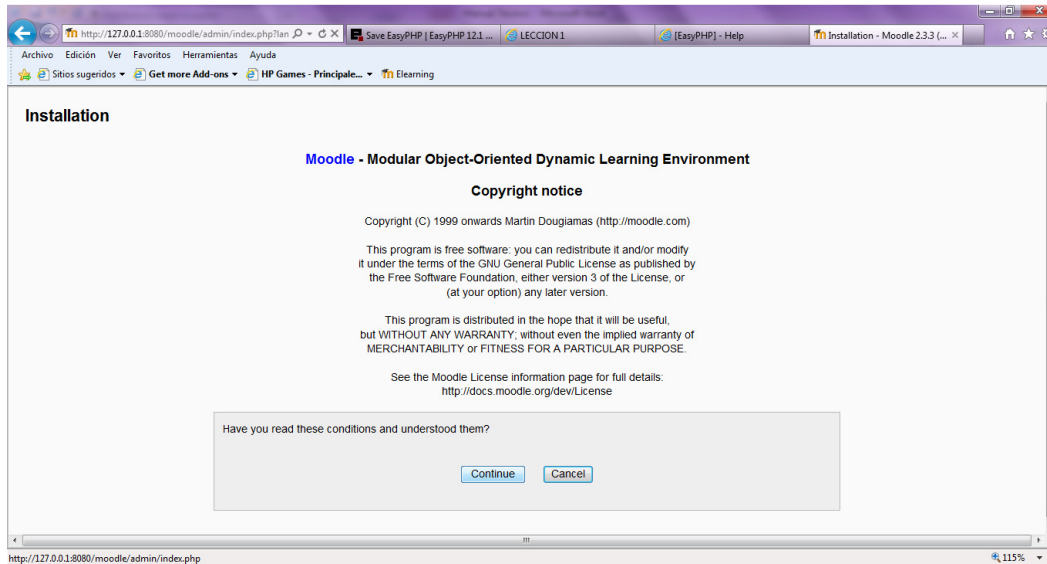 http://127.0.0.1:8080/moodle/admin/index.php?lan
Save EasyPHP | EasyPHP 12.1 ...
LECCION 1
[EasyPHP] - Help
Installation - Moodle 2.3.3 (...
Archivo Edición Ver Favoritos Herramientas Ayuda
Sitios sugeridos Get more Add-ons HP Games - Principale... Elearning
Installation
Moodle - Modular Object-Oriented Dynamic Learning Environment
Copyright notice
Copyright (C) 1999 onwards Martin Dougiamas (http://moodle.com)
This program is free software: you can redistribute it and/or modify
it under the terms of the GNU General Public License as published by
the Free Software Foundation, either version 3 of the License, or
(at your option) any later version.
This program is distributed in the hope that it will be useful,
but WITHOUT ANY WARRANTY; without even the implied warranty of
MERCHANTABILITY or FITNESS FOR A PARTICULAR PURPOSE.
See the Moodle License information page for full details:
http://docs.moodle.org/dev/License
Have you read these conditions and understood them?
Continue Cancel
http://127.0.0.1:8080/moodle/admin/index.php
115%